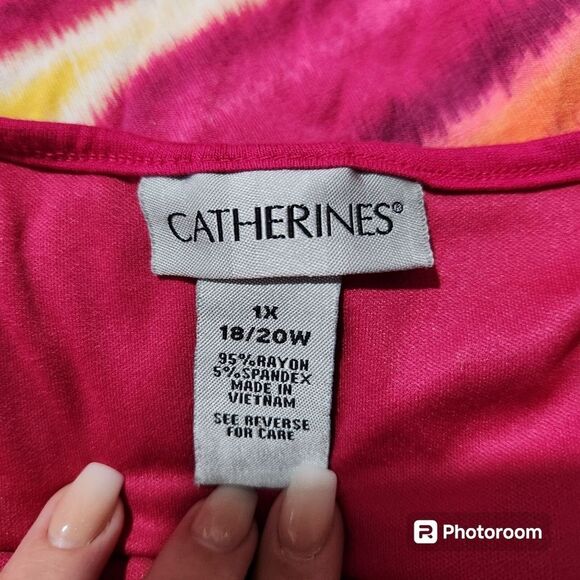 CATHERINES®
1X
18/20W
95%RAYON
5%SPANDEX
MADE IN
VIETNAM
SEE REVERSE
FOR CARE
Photoroom